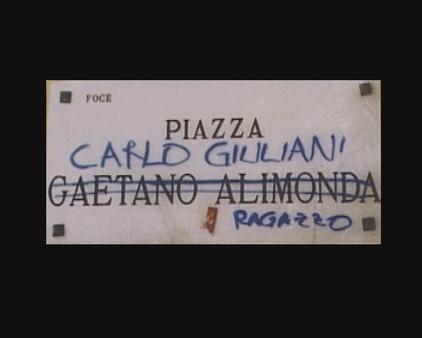 FOCE
PIAZZA
CARLO GIULIANI
GAETANO ALIMONDA
RAGAZZO